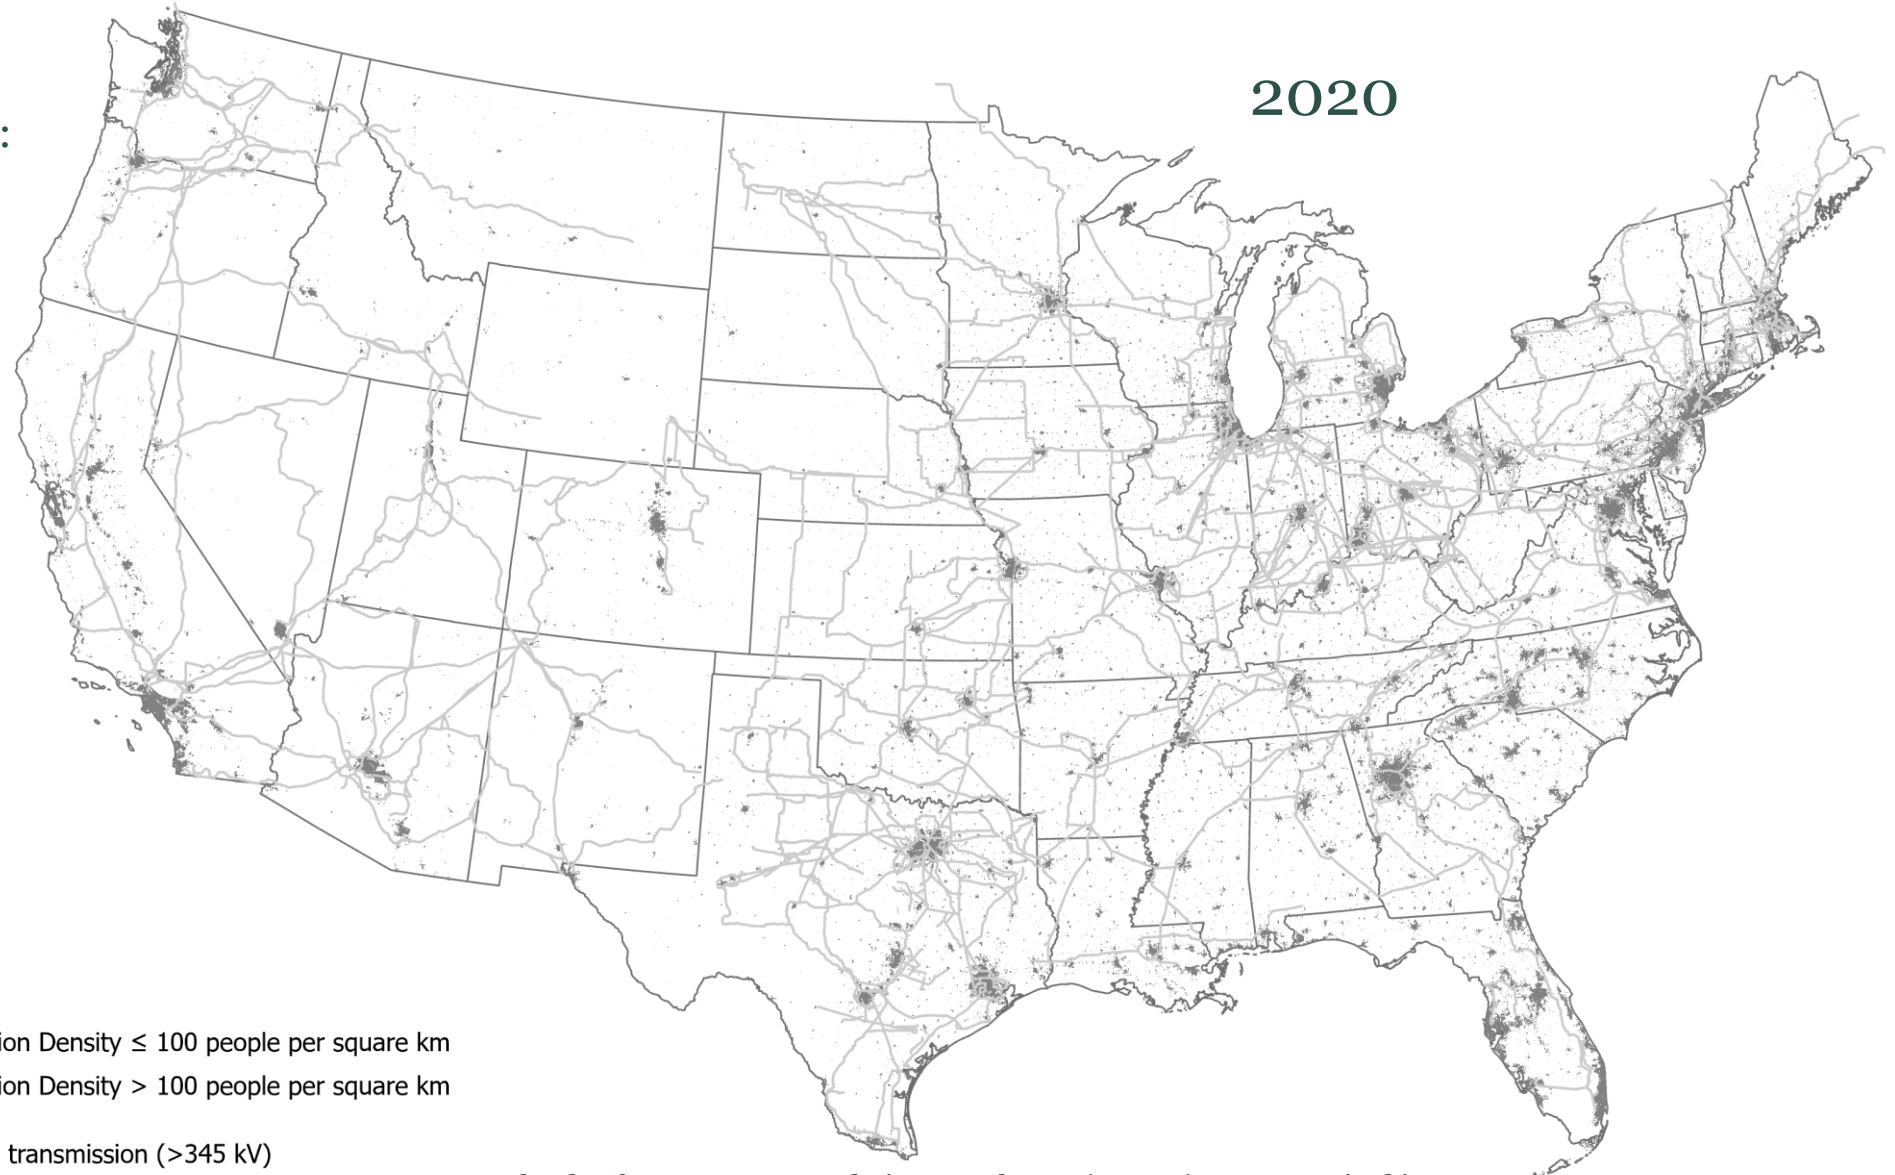 2020
:
ion Density ≤ 100 people per square km
ion Density > 100 people per square km
transmission (>345 kV)